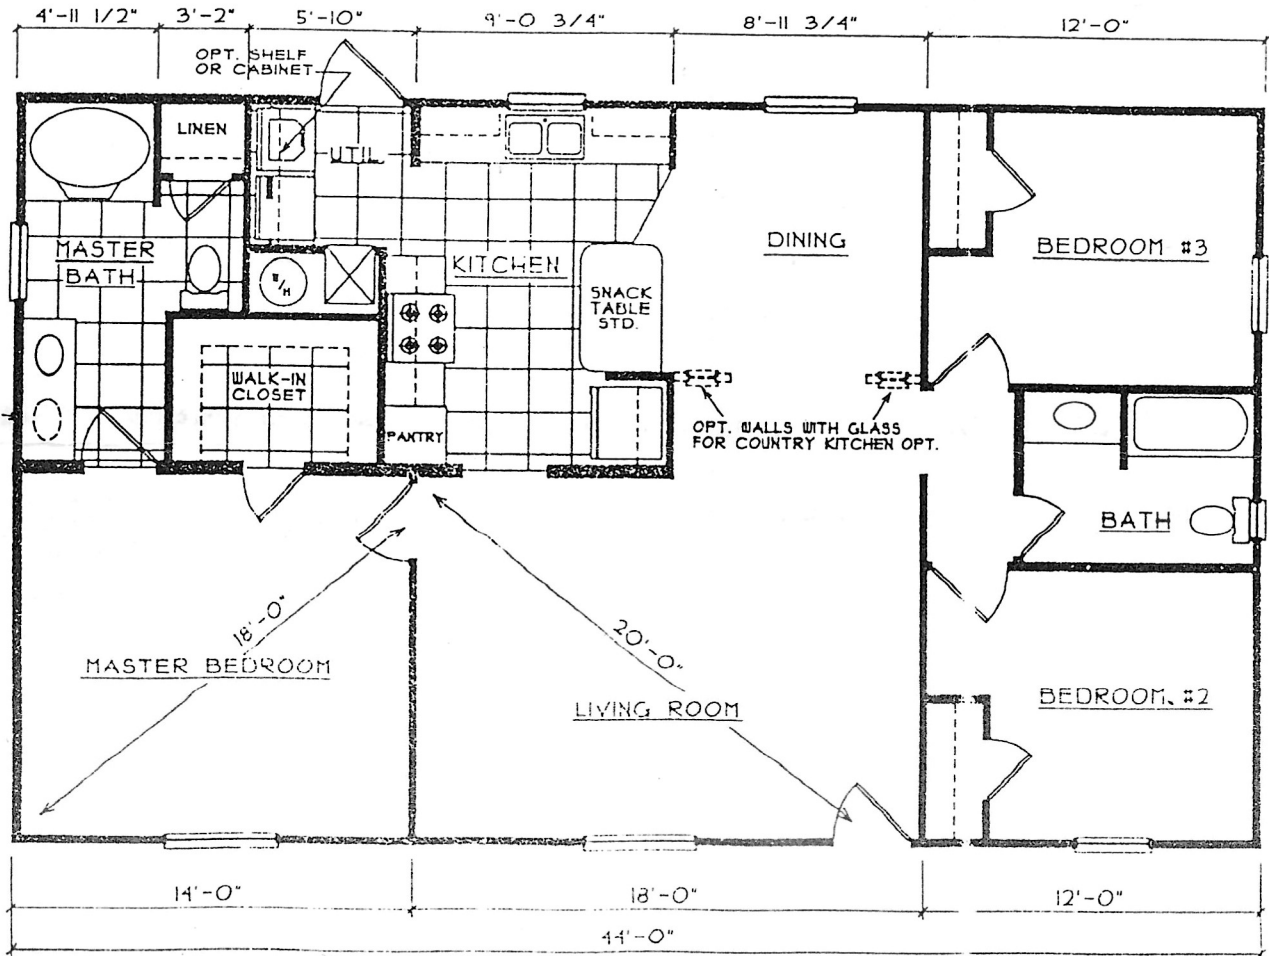 4'-11 1/2" 3'-2" 5'-10" 9'-0 3/4" 8'-11 3/4" 12'-0"
OPT. SHELF
OR CABINET
LINEN
UTIL
MASTER
BATH
W/H
KITCHEN
DINING
BEDROOM #3
SNACK
TABLE
STD.
WALK-IN
CLOSET
PANTRY
OPT. WALLS WITH GLASS
FOR COUNTRY KITCHEN OPT.
BATH
18'-0"
20'-0"
MASTER BEDROOM
LIVING ROOM
BEDROOM. #2
14'-0" 18'-0" 12'-0"
44'-0"